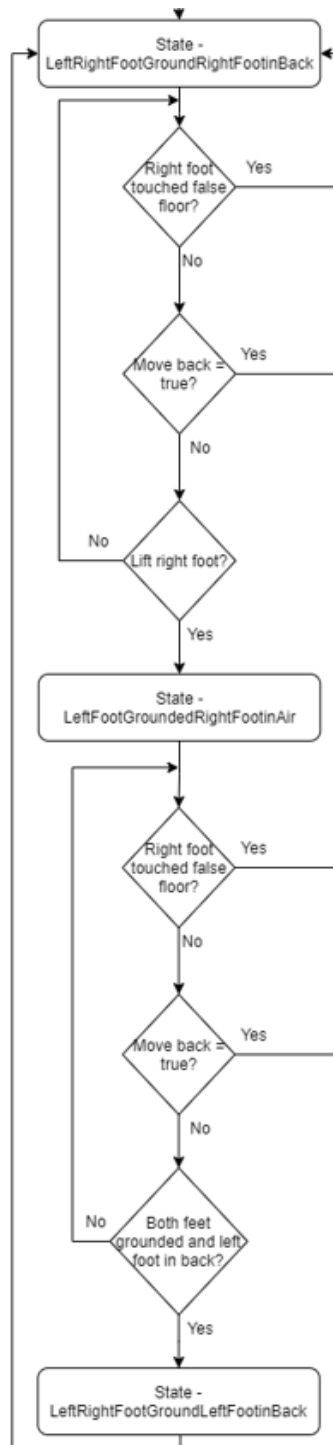 State -
LeftRightFootGroundRightFootinBack
Right foot
touched false
floor?
Yes
No
Move back =
true?
Yes
No
Lift right foot?
No
Yes
State -
LeftFootGroundedRightFootinAir
Right foot
touched false
floor?
Yes
No
Move back =
true?
Yes
No
Both feet
grounded and left
foot in back?
No
Yes
State -
LeftRightFootGroundLeftFootinBack